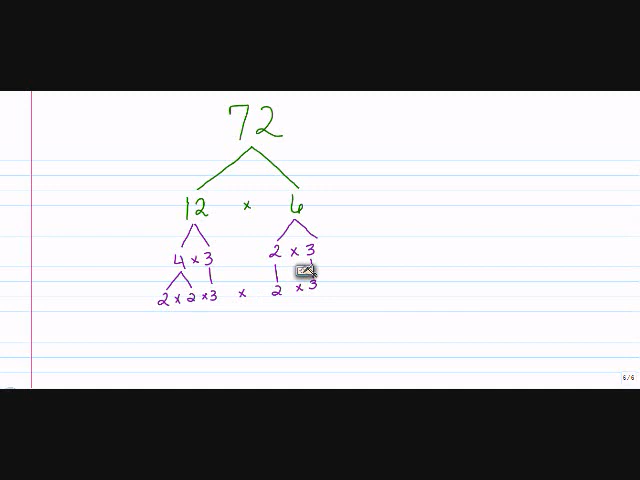 72
12 × 6
4 × 3 2 × 3
2 × 2 × 3 × 2 × 3
6/6